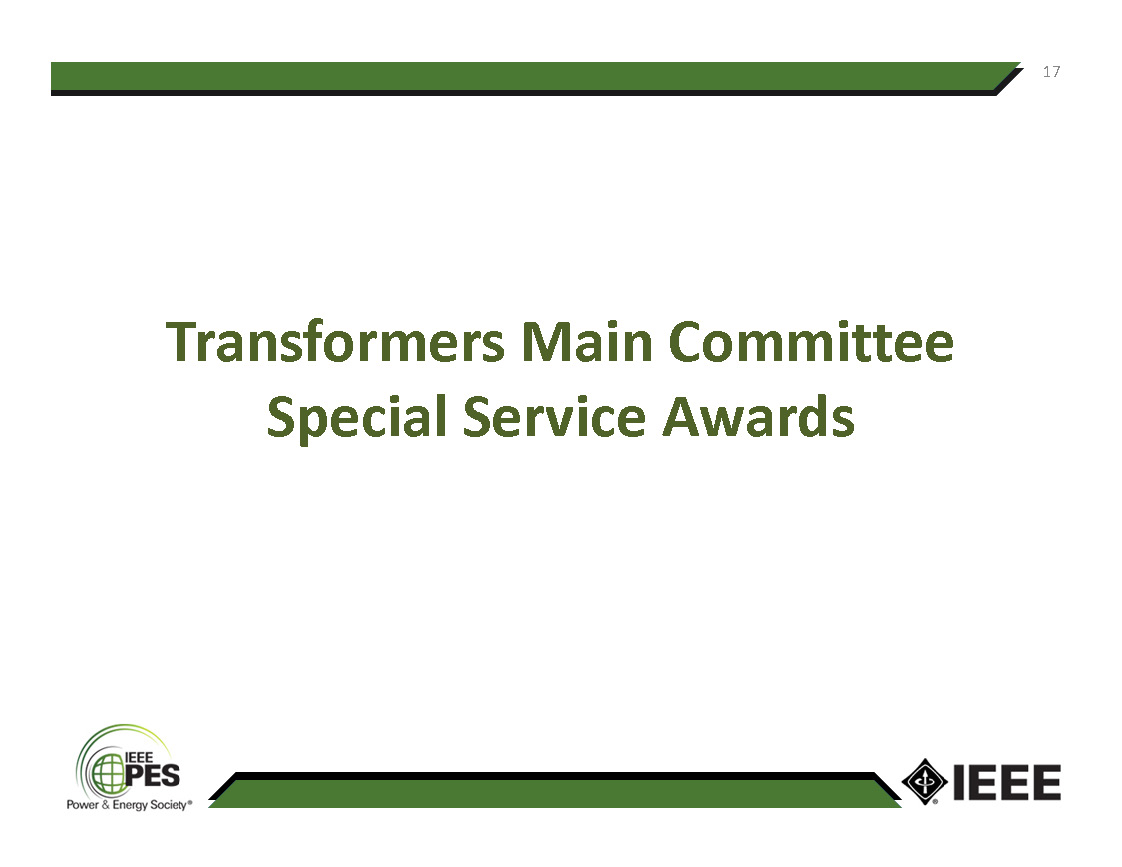 17
Transformers Main Committee
Special Service Awards
IEEE
PES
Power & Energy Society®
IEEE